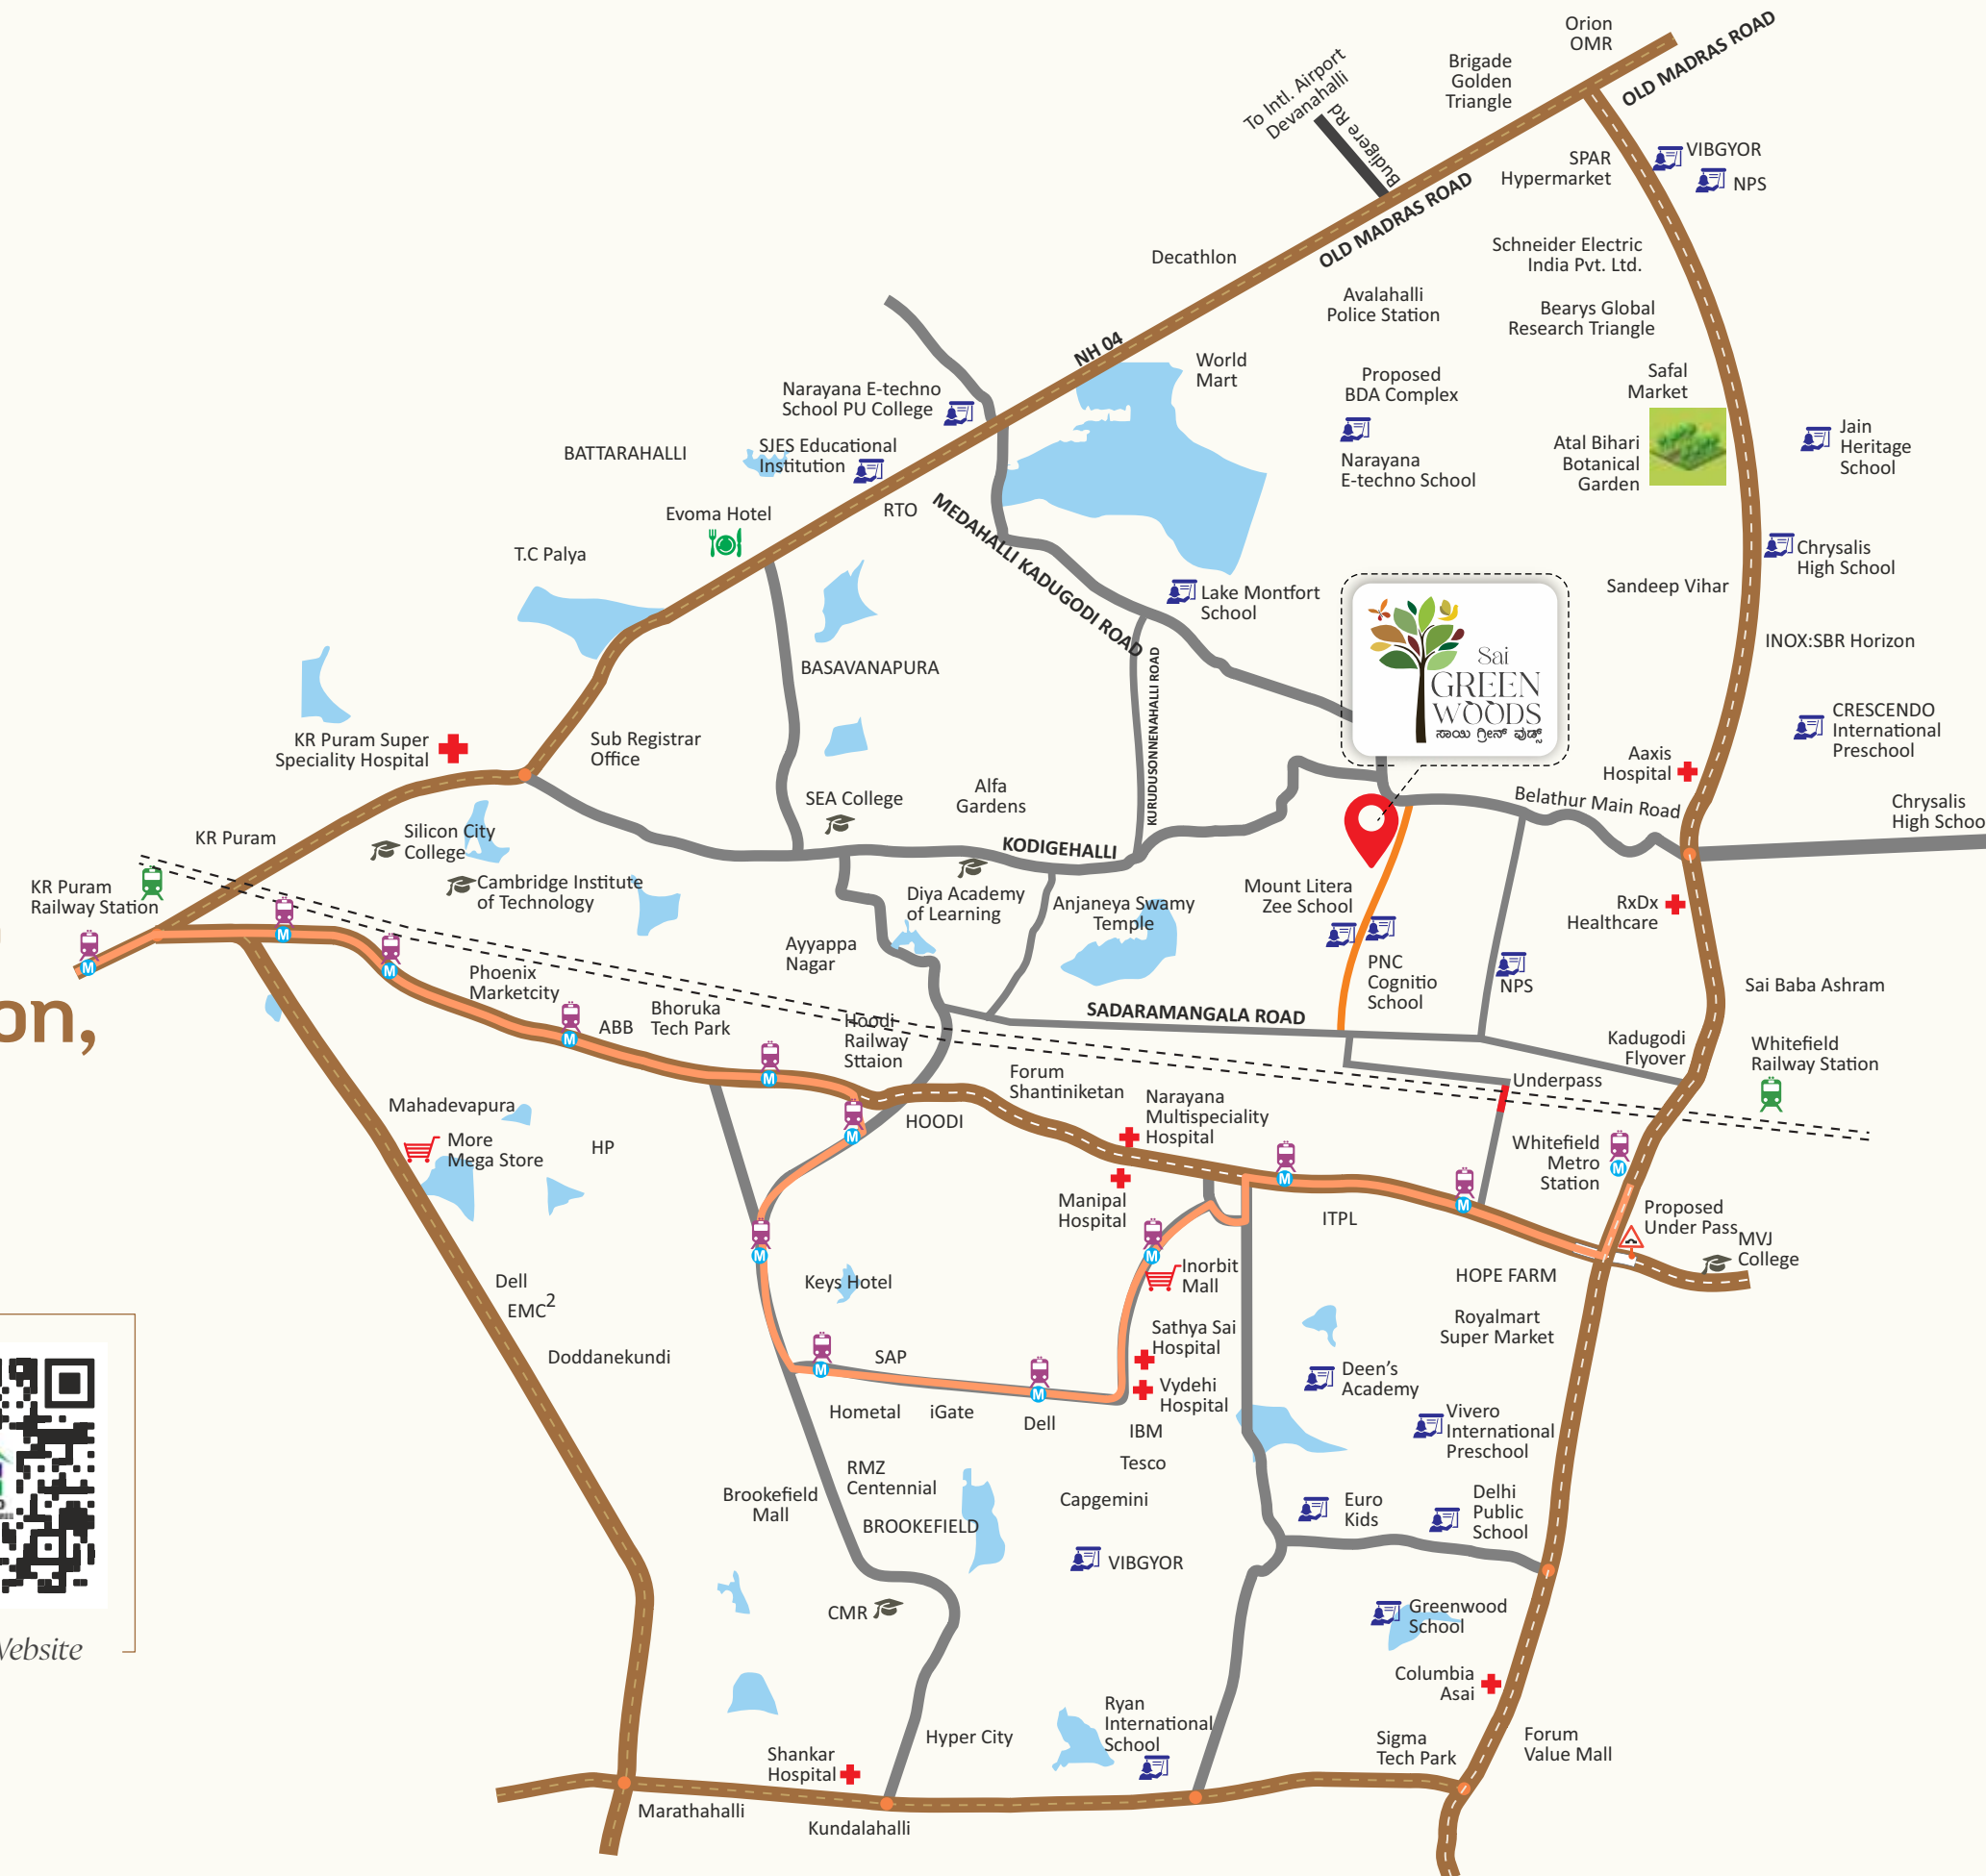 Orion
OMR
OLD MADRAS ROAD
Brigade
Golden
Triangle
To Intl. Airport
Devanahalli
Budigere Rd
SPAR
Hypermarket
VIBGYOR
NPS
OLD MADRAS ROAD
Decathlon
Schneider Electric
India Pvt. Ltd.
Avalahalli
Police Station
Bearys Global
Research Triangle
NH 04
World
Mart
Proposed
BDA Complex
Safal
Market
Narayana E-techno
School PU College
Jain
Heritage
School
BATTARAHALLI
SJES Educational
Institution
Narayana
E-techno School
Atal Bihari
Botanical
Garden
Evoma Hotel
RTO
MEDAHALLI KADUGODI ROAD
T.C Palya
Chrysalis
High School
Lake Montfort
School
Sandeep Vihar
INOX:SBR Horizon
BASAVANAPURA
KURUDUSONNENAHALLI ROAD
Sai
GREEN
WOODS
ಸಾಯಿ ಗ್ರೀನ್ ವುಡ್ಸ್
CRESCENDO
International
Preschool
KR Puram Super
Speciality Hospital
Sub Registrar
Office
Aaxis
Hospital
SEA College
Alfa
Gardens
Belathur Main Road
Chrysalis
High Schoo
KR Puram
Silicon City
College
KODIGEHALLI
KR Puram
Railway Station
Cambridge Institute
of Technology
Diya Academy
of Learning
Anjaneya Swamy
Temple
Mount Litera
Zee School
RxDx
Healthcare
Ayyappa
Nagar
PNC
Cognitio
School
NPS
Phoenix
Marketcity
Sai Baba Ashram
on,
Bhoruka
Tech Park
ABB
Hoodi
Railway
Sttaion
SADARAMANGALA ROAD
Kadugodi
Flyover
Whitefield
Railway Station
Forum
Shantiniketan
Underpass
Mahadevapura
More
Mega Store
HP
HOODI
Narayana
Multispeciality
Hospital
Whitefield
Metro
Station
Manipal
Hospital
ITPL
Proposed
Under Pass
MVJ
College
Dell
EMC2
Keys Hotel
Inorbit
Mall
HOPE FARM
Royalmart
Super Market
Doddanekundi
SAP
Sathya Sai
Hospital
Deen's
Academy
Vydehi
Hospital
Hometal
iGate
Dell
IBM
Vivero
International
Preschool
Tesco
RMZ
Centennial
Brookefield
Mall
Capgemini
Euro
Kids
Delhi
Public
School
BROOKEFIELD
VIBGYOR
CMR
Greenwood
School
Website
Columbia
Asai
Ryan
International
School
Hyper City
Sigma
Tech Park
Forum
Value Mall
Shankar
Hospital
Marathahalli
Kundalahalli